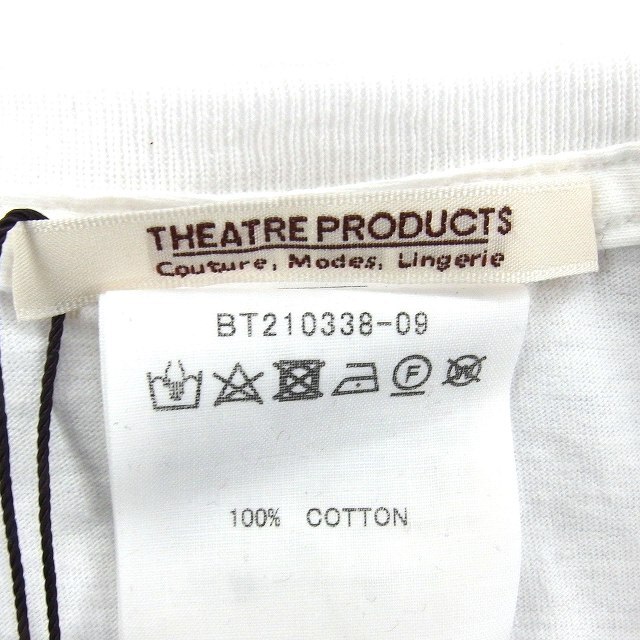 THEATRE PRODUCTS
Couture, Modes, Lingerie
BT210338-09
F W
100% COTTON